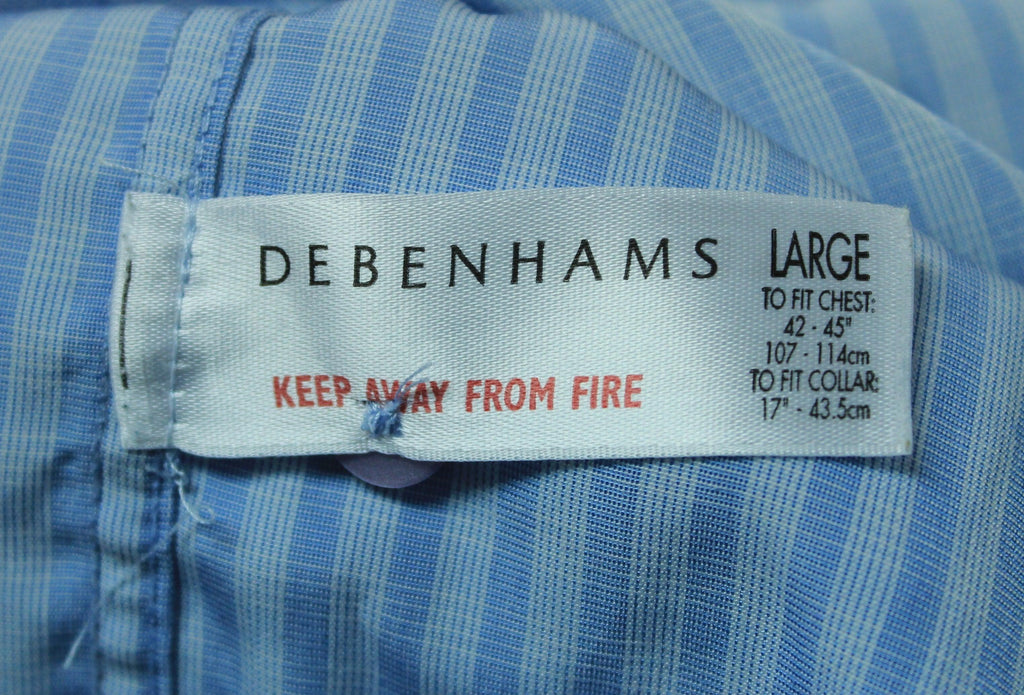 DEBENHAMS
KEEP AWAY FROM FIRE
LARGE
TO FIT CHEST:
42 - 45"
107 - 114cm
TO FIT COLLAR:
17" - 43.5cm